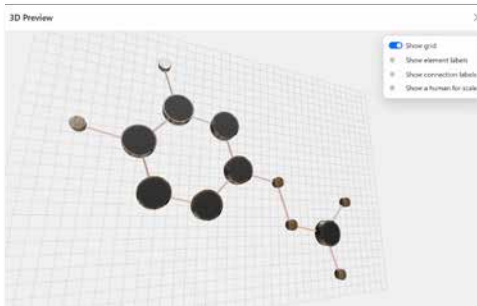 3D Preview
Show grid
Show element labels
Show connection labels
Show a human for scale